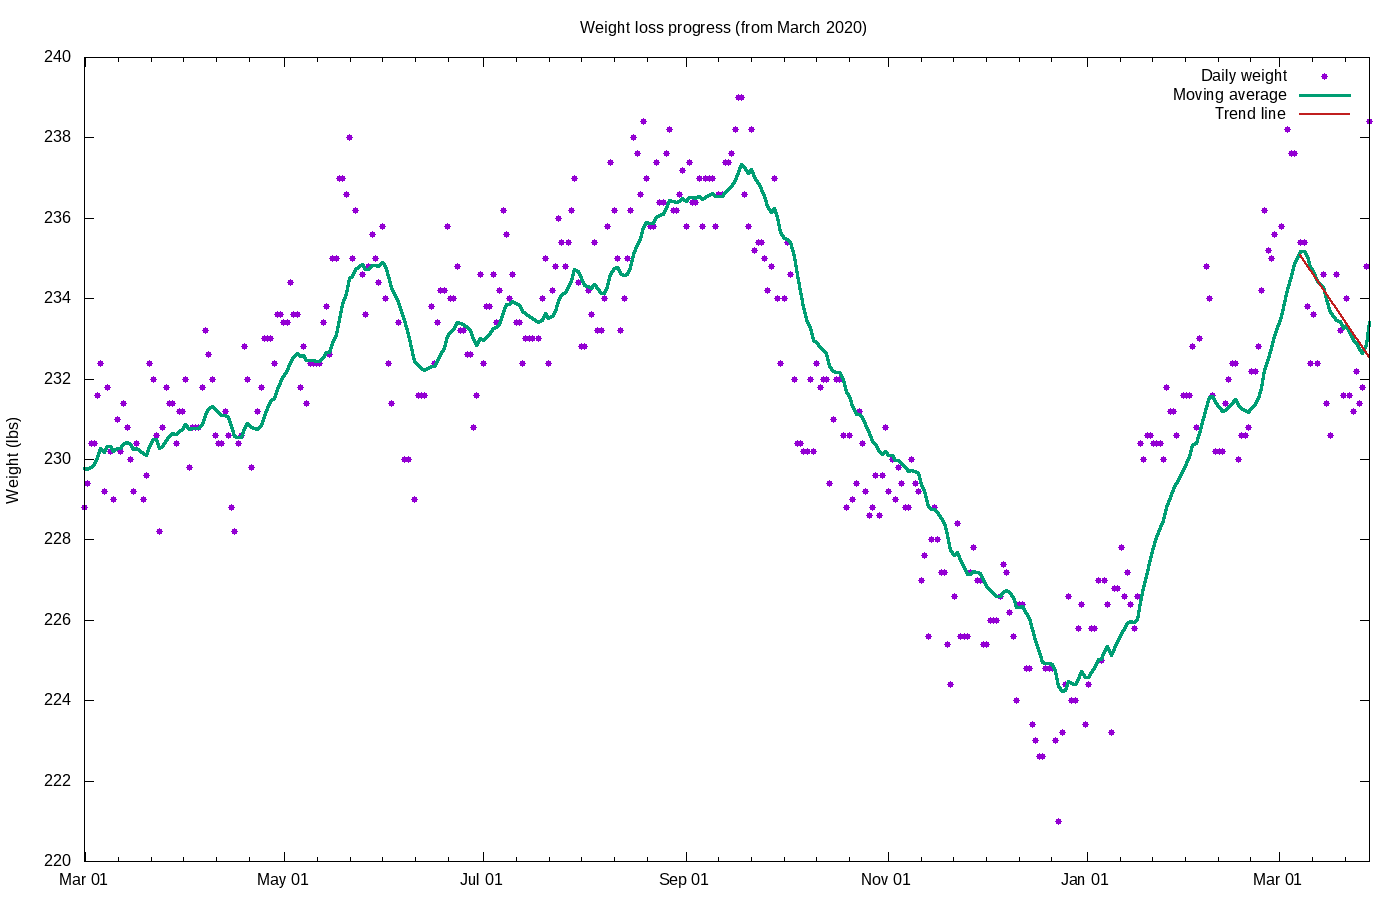 Weight loss progress (from March 2020)
Daily weight
Moving average
Trend line
Weight (lbs)
240
238
236
234
232
230
228
226
224
222
220
Mar 01
May 01
Jul 01
Sep 01
Nov 01
Jan 01
Mar 01